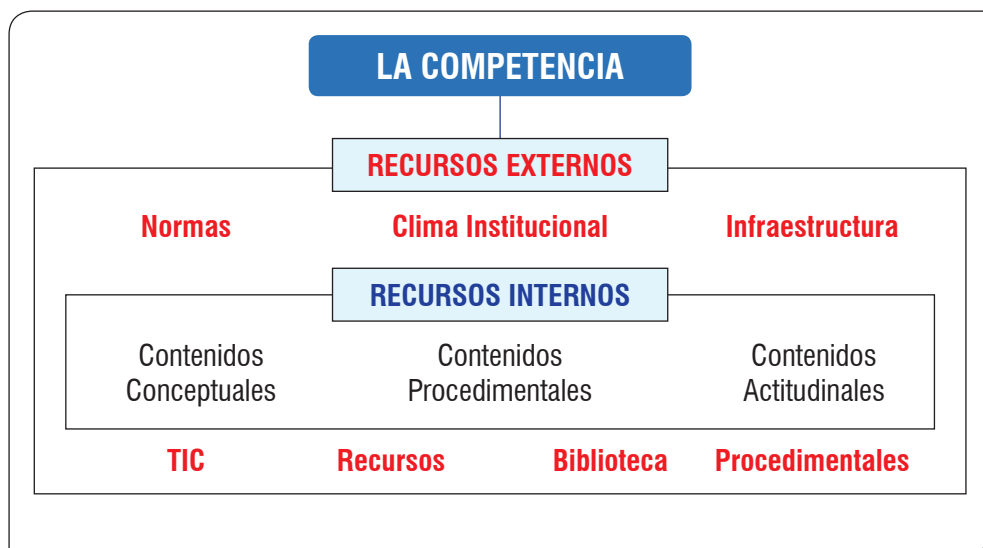 LA COMPETENCIA
RECURSOS EXTERNOS
Normas Clima Institucional Infraestructura
RECURSOS INTERNOS
Contenidos Contenidos Contenidos
Conceptuales Procedimentales Actitudinales
TIC Recursos Biblioteca Procedimentales